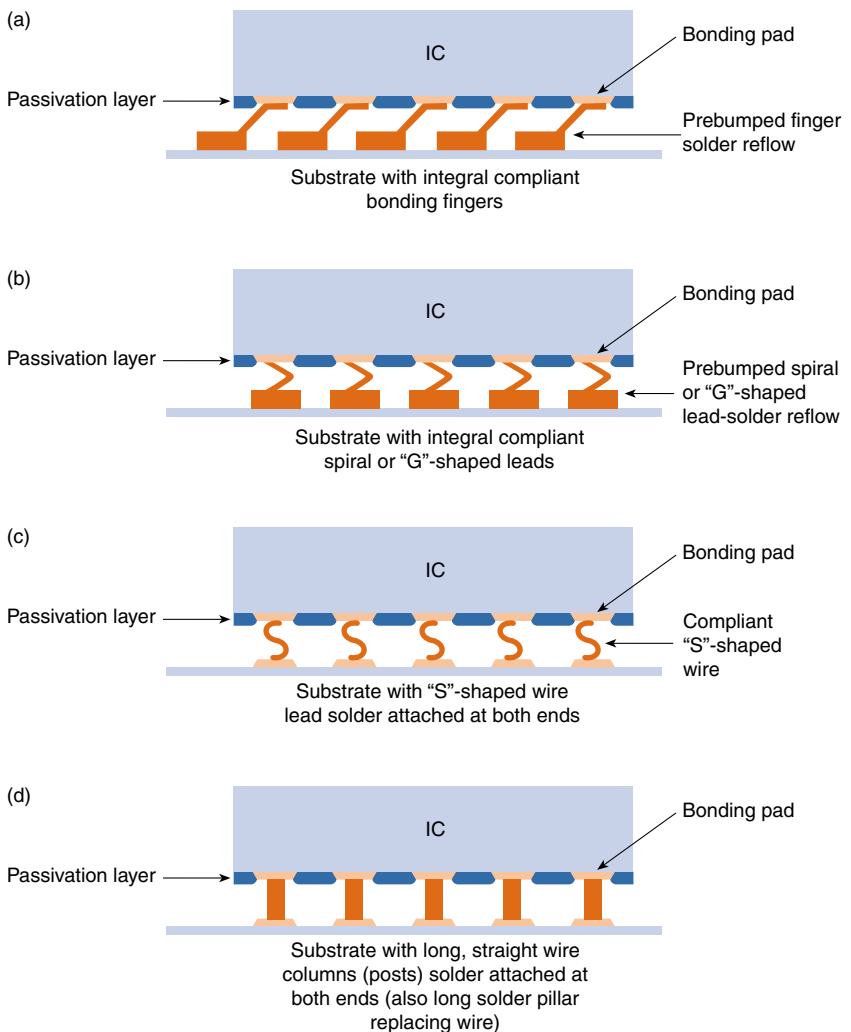 (a)
IC
Bonding pad
Passivation layer
Prebumped finger
solder reflow
Substrate with integral compliant
bonding fingers
(b)
IC
Bonding pad
Passivation layer
Prebumped spiral
or “G”-shaped
lead-solder reflow
Substrate with integral compliant
spiral or “G”-shaped leads
(c)
IC
Bonding pad
Passivation layer
Compliant
“S”-shaped
wire
Substrate with “S”-shaped wire
lead solder attached at both ends
(d)
IC
Bonding pad
Passivation layer
Substrate with long, straight wire
columns (posts) solder attached at
both ends (also long solder pillar
replacing wire)